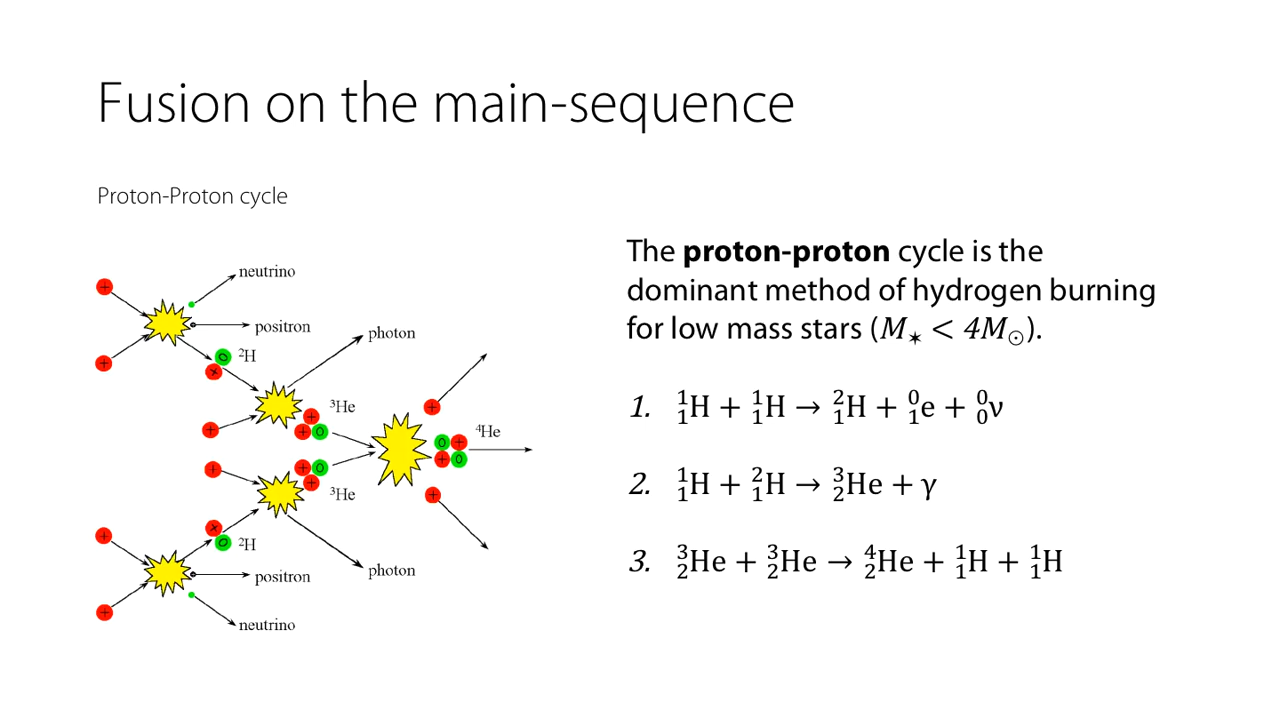 Fusion on the main-sequence
Proton-Proton cycle
neutrino
positron
²H
photon
³He
⁴He
³He
²H
positron
photon
neutrino
The proton-proton cycle is the
dominant method of hydrogen burning
for low mass stars (M⋆ < 4M☉).
1. ¹₁H + ¹₁H → ²₁H + ⁰₁e + ⁰₀ν
2. ¹₁H + ²₁H → ³₂He + γ
3. ³₂He + ³₂He → ⁴₂He + ¹₁H + ¹₁H